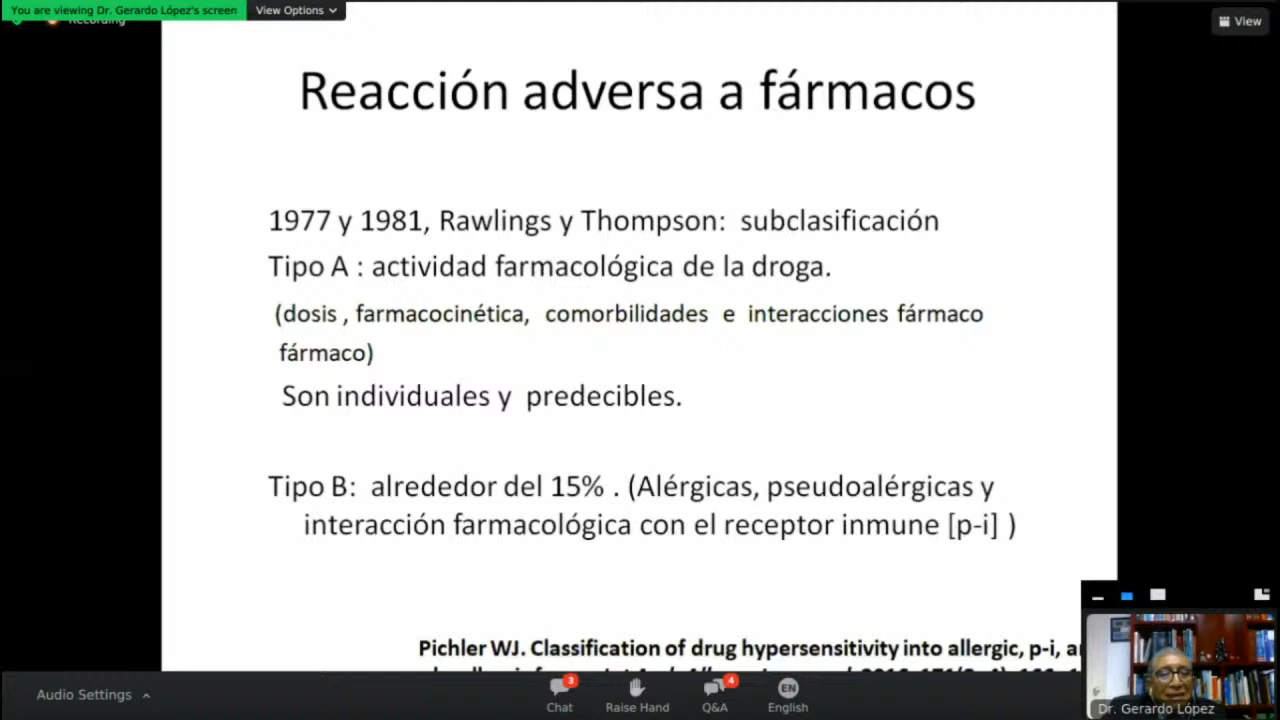 You are viewing Dr. Gerardo López's screen
View Options
Recording
View
Reacción adversa a fármacos
1977 y 1981, Rawlings y Thompson: subclasificación
Tipo A : actividad farmacológica de la droga.
(dosis , farmacocinética, comorbilidades e interacciones fármaco
fármaco)
Son individuales y predecibles.
Tipo B: alrededor del 15% . (Alérgicas, pseudoalérgicas y
interacción farmacológica con el receptor inmune [p-i] )
Pichler WJ. Classification of drug hypersensitivity into allergic, p-i,
Audio Settings
3
Chat
Raise Hand
4
Q&A
EN
English
Dr. Gerardo López